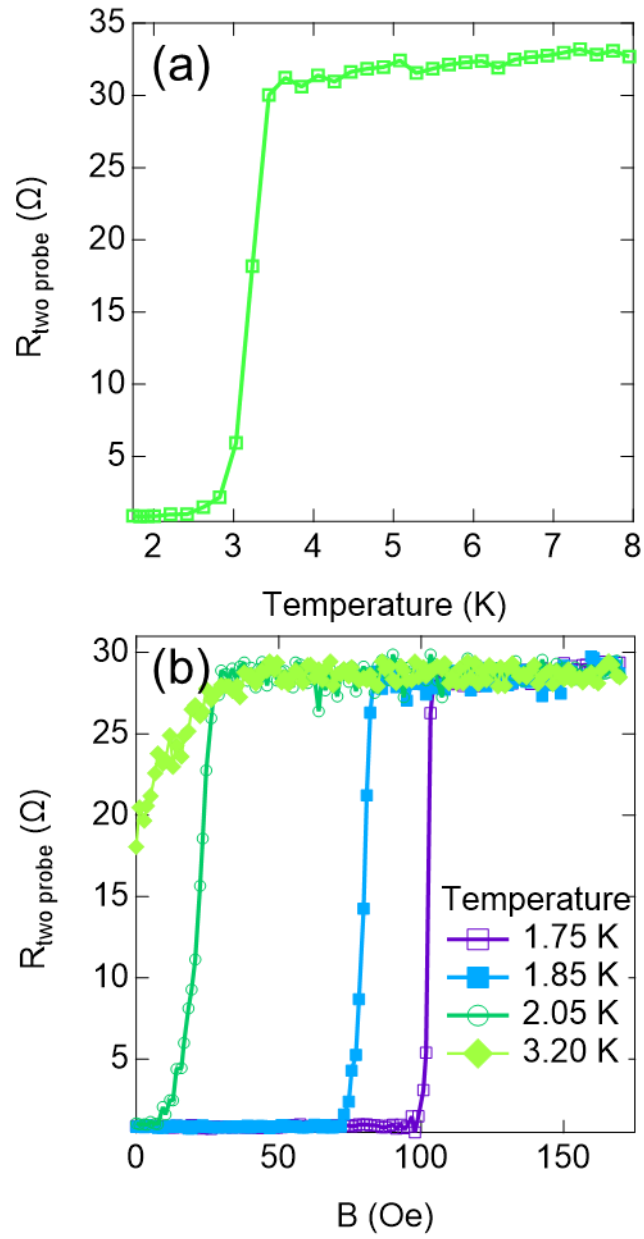 (a)
35
30
25
20
15
10
5
R two probe (Ω)
2 3 4 5 6 7 8
Temperature (K)
(b)
30
25
20
15
10
5
R two probe (Ω)
Temperature
1.75 K
1.85 K
2.05 K
3.20 K
0 50 100 150
B (Oe)